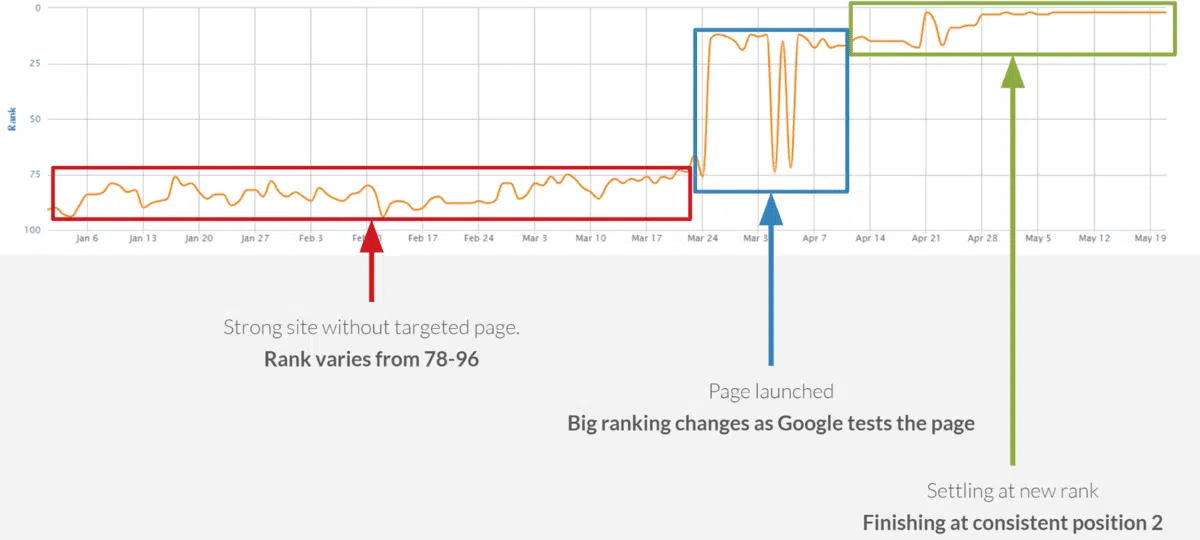 0
25
50
75
100
Rank
Jan 6 Jan 13 Jan 20 Jan 27 Feb 3 Feb 17 Feb 24 Mar 3 Mar 10 Mar 17 Mar 24 Mar 3 Apr 7 Apr 14 Apr 21 Apr 28 May 5 May 12 May 19
Strong site without targeted page.
Rank varies from 78-96
Page launched
Big ranking changes as Google tests the page
Settling at new rank
Finishing at consistent position 2